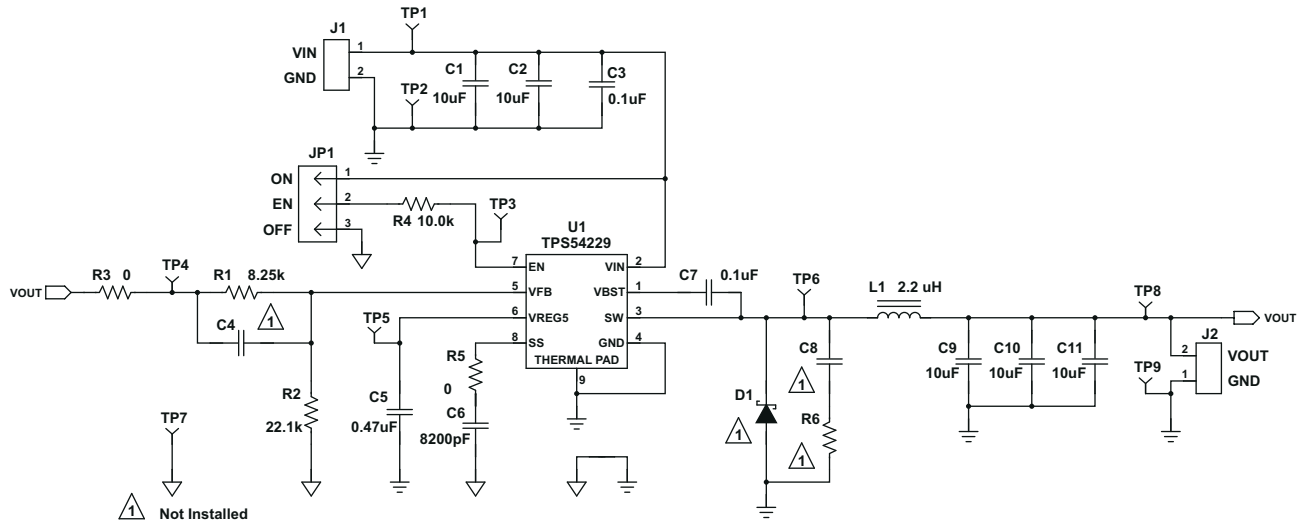 TP1
J1
VIN 1
GND 2
C1
10uF
C2
10uF
C3
0.1uF
TP2
JP1
ON 1
EN 2
OFF 3
R4 10.0k
TP3
U1
TPS54229
7 EN
5 VFB
6 VREG5
8 SS
VIN 2
VBST 1
SW 3
GND 4
THERMAL PAD
9
VOUT
R3 0
TP4
R1 8.25k
C4
1
R2
22.1k
TP5
C5
0.47uF
R5
0
C6
8200pF
C7 0.1uF
TP6
L1 2.2 uH
C8
1
D1
1
R6
1
C9
10uF
C10
10uF
C11
10uF
TP8
VOUT
J2
2 VOUT
1 GND
TP9
TP7
1 Not Installed